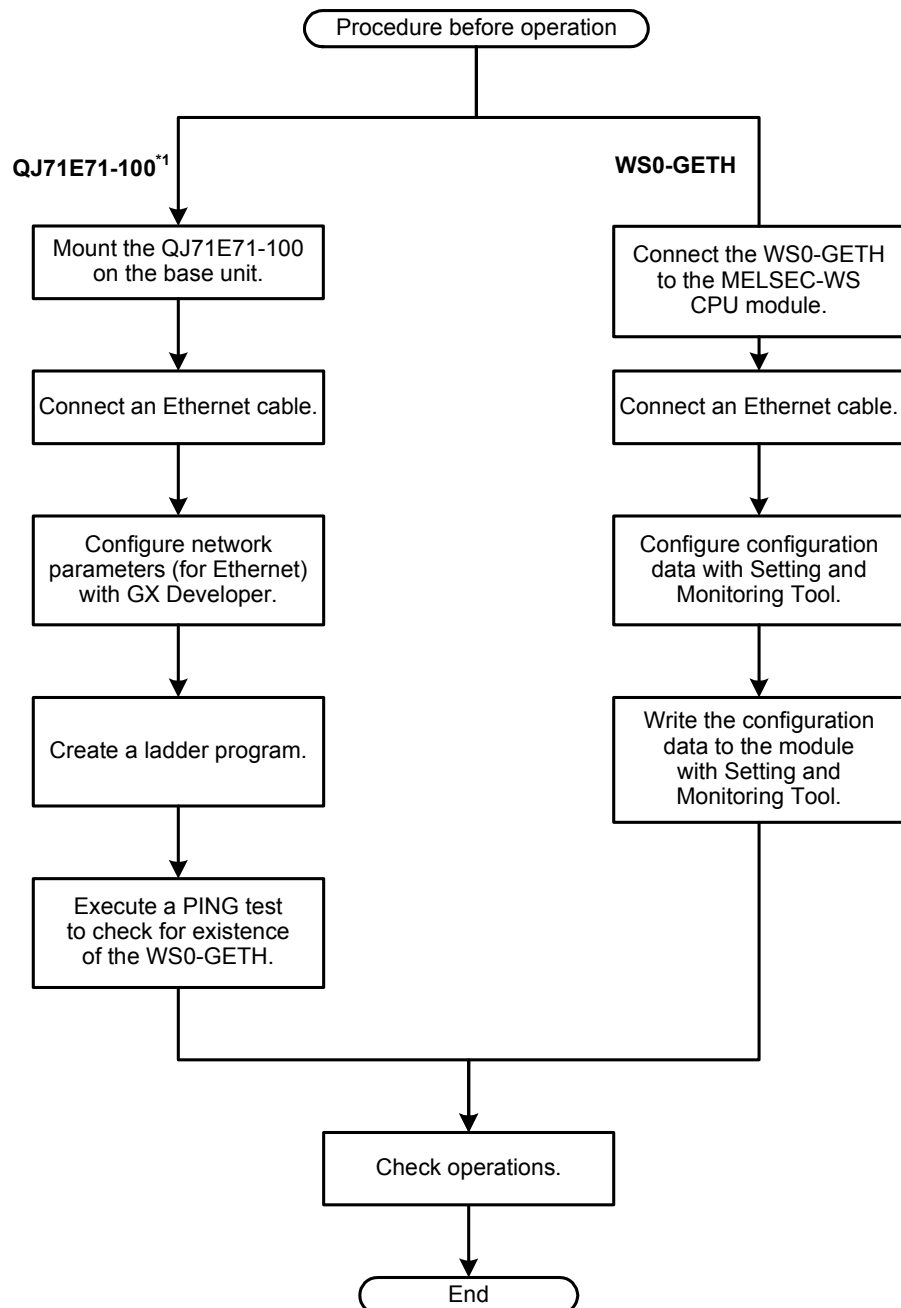 Procedure before operation
QJ71E71-100*1
Mount the QJ71E71-100
on the base unit.
Connect an Ethernet cable.
Configure network
parameters (for Ethernet)
with GX Developer.
Create a ladder program.
Execute a PING test
to check for existence
of the WS0-GETH.
WS0-GETH
Connect the WS0-GETH
to the MELSEC-WS
CPU module.
Connect an Ethernet cable.
Configure configuration
data with Setting and
Monitoring Tool.
Write the configuration
data to the module
with Setting and
Monitoring Tool.
Check operations.
End